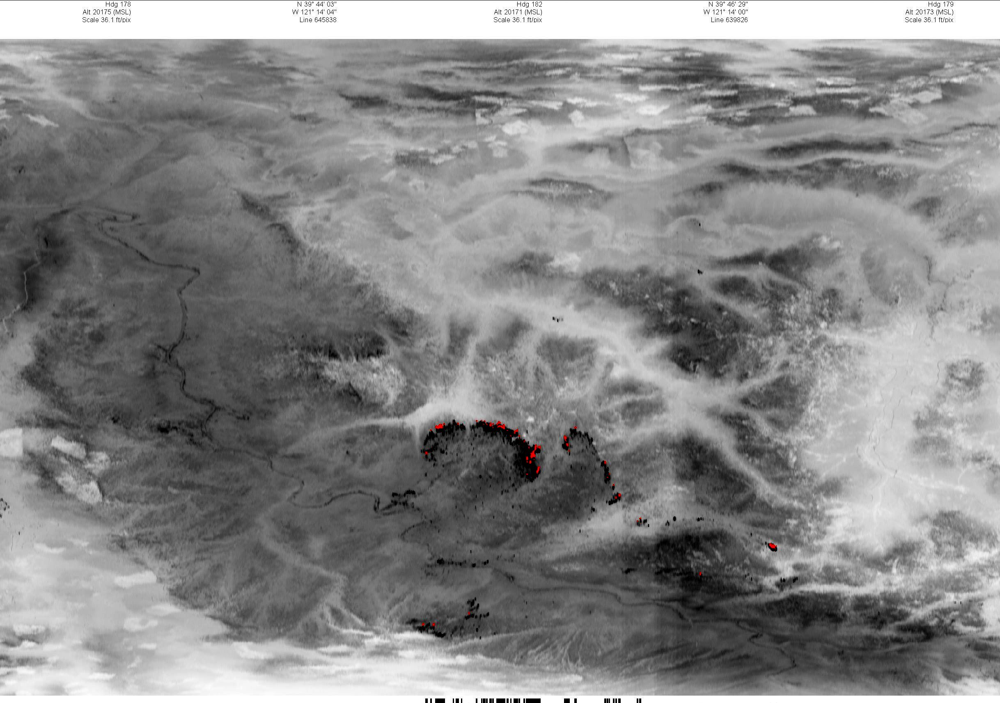 Hdg 178
Alt 20175 (MSL)
Scale 36.1 ft/pix
N 39° 44' 03"
W 121° 14' 04"
Line 645838
Hdg 182
Alt 20171 (MSL)
Scale 36.1 ft/pix
N 39° 46' 29"
W 121° 14' 00"
Line 639826
Hdg 179
Alt 20173 (MSL)
Scale 36.1 ft/pix